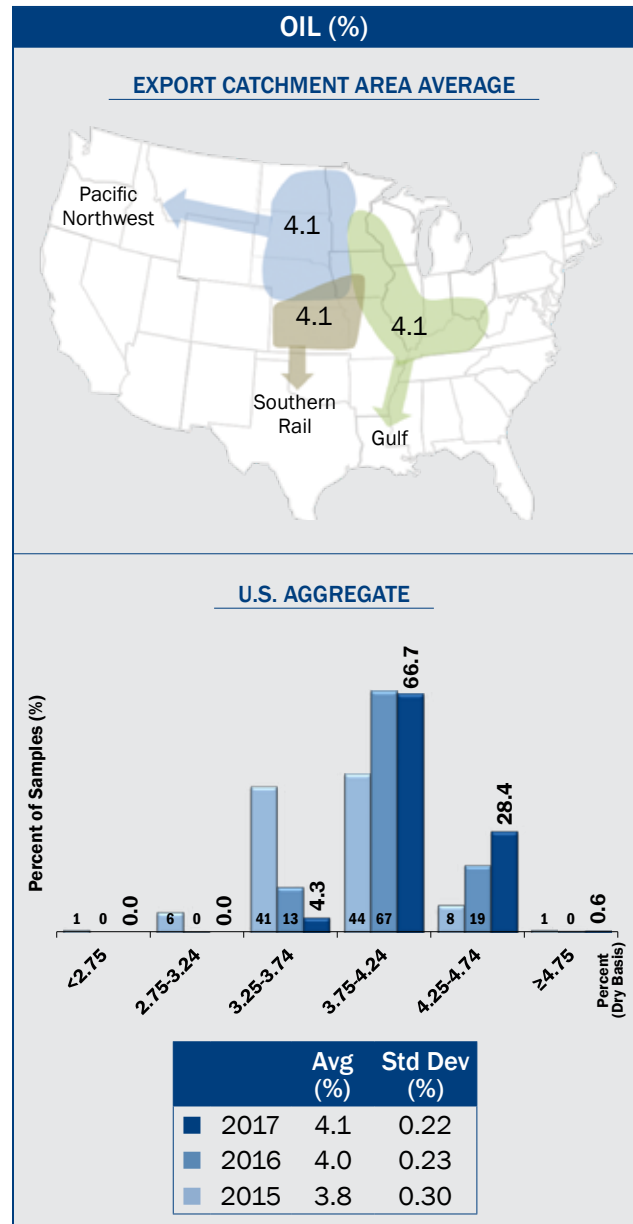 OIL (%)
EXPORT CATCHMENT AREA AVERAGE
Pacific
Northwest
4.1
4.1
4.1
Southern
Rail
Gulf
U.S. AGGREGATE
Percent of Samples (%)
1 0 0.0
6 0 0.0
41 13 4.3
44 67 66.7
8 19 28.4
1 0 0.6
<2.75
2.75-3.24
3.25-3.74
3.75-4.24
4.25-4.74
≥4.75
Percent
(Dry Basis)
Avg Std Dev
(%) (%)
2017 4.1 0.22
2016 4.0 0.23
2015 3.8 0.30